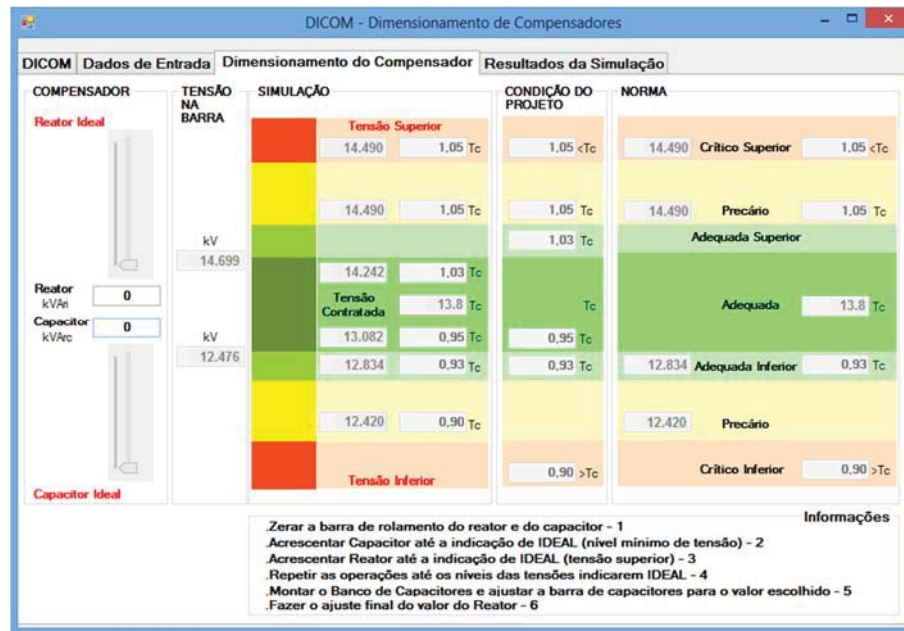 DICOM - Dimensionamento de Compensadores
DICOM Dados de Entrada Dimensionamento do Compensador Resultados da Simulação
COMPENSADOR
Reator Ideal
Reator
kVAri
0
Capacitor
kVArc
0
Capacitor Ideal
TENSÃO
NA
BARRA
kV
14.699
kV
12.476
SIMULAÇÃO
Tensão Superior
14.490 1,05 Tc
14.490 1,05 Tc
14.242 1,03 Tc
Tensão
Contratada
13.8 Tc
13.082 0,95 Tc
12.834 0,93 Tc
12.420 0,90 Tc
Tensão Inferior
CONDIÇÃO DO
PROJETO
1,05 <Tc
1,05 Tc
1,03 Tc
Tc
0,95 Tc
0,93 Tc
0,90 >Tc
NORMA
14.490 Crítico Superior 1,05 <Tc
14.490 Precário 1,05 Tc
Adequada Superior
Adequada 13.8 Tc
12.834 Adequada Inferior 0,93 Tc
12.420 Precário
Crítico Inferior 0,90 >Tc
Informações
.Zerar a barra de rolamento do reator e do capacitor - 1
.Acrescentar Capacitor até a indicação de IDEAL (nível mínimo de tensão) - 2
.Acrescentar Reator até a indicação de IDEAL (tensão superior) - 3
.Repetir as operações até os níveis das tensões indicarem IDEAL - 4
.Montar o Banco de Capacitores e ajustar a barra de capacitores para o valor escolhido - 5
.Fazer o ajuste final do valor do Reator - 6